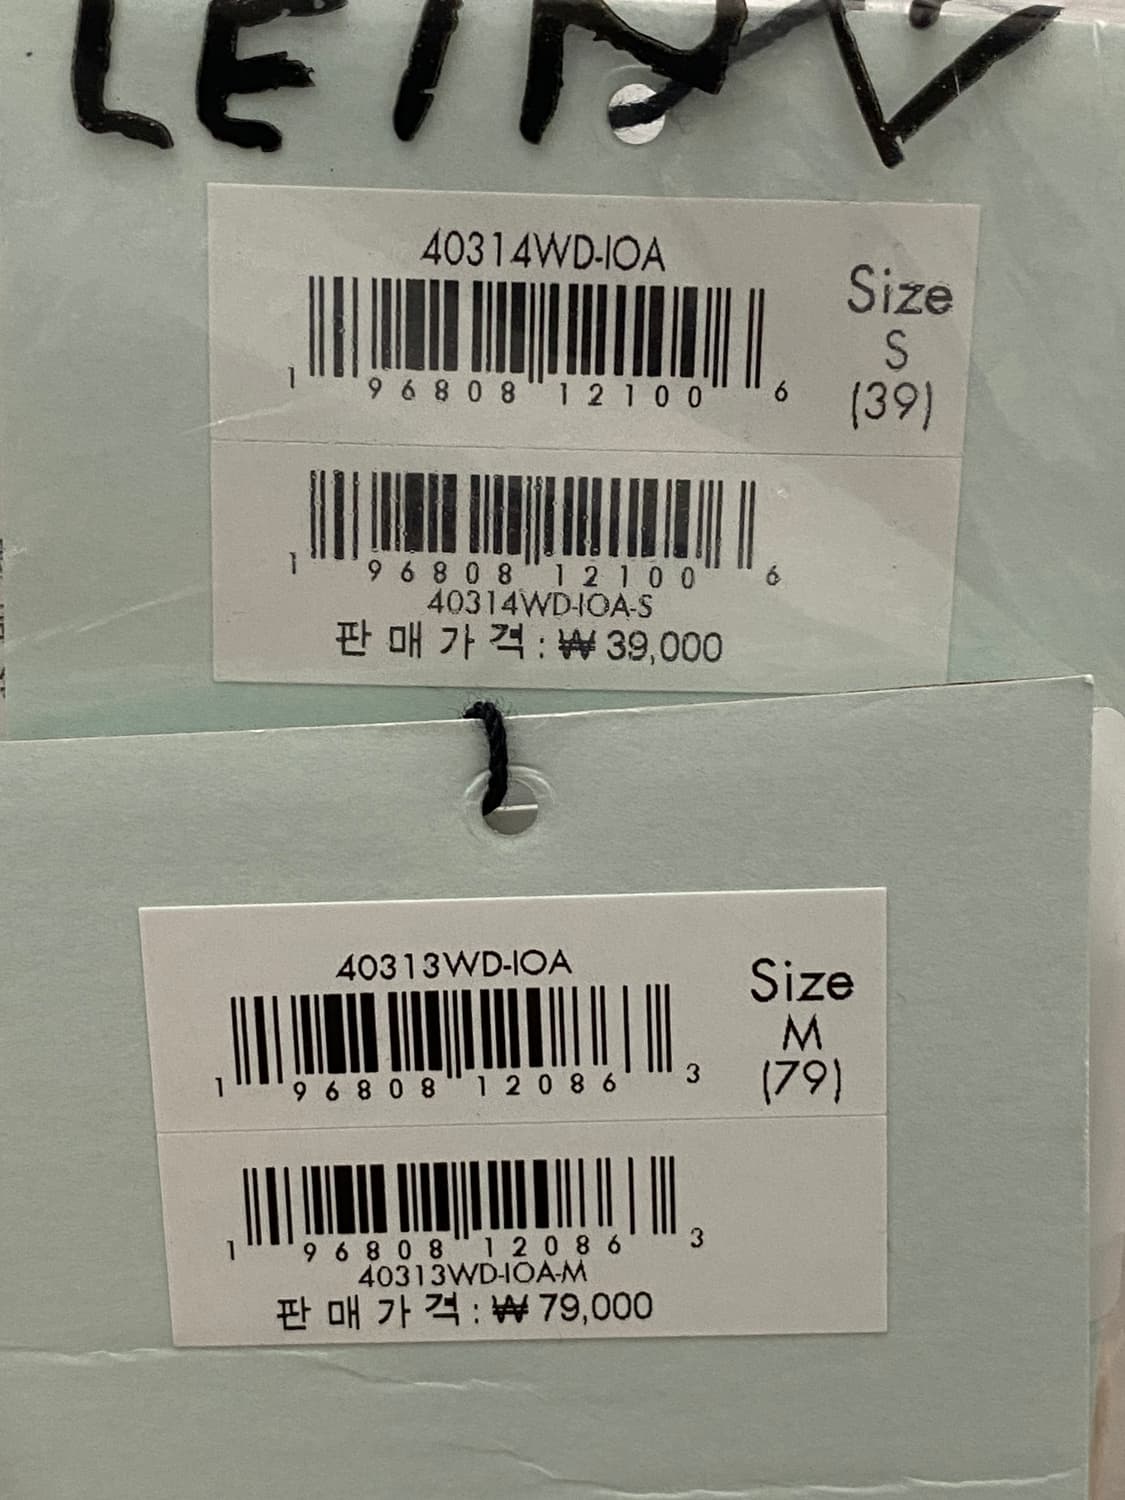 40314WD-IOA
Size
S
(39)
1 96808 12100 6
1 96808 12100 6
40314WD-IOA-S
판매가격 : ₩ 39,000
40313WD-IOA
Size
M
(79)
1 96808 12086 3
1 96808 12086 3
40313WD-IOA-M
판매가격 : ₩ 79,000